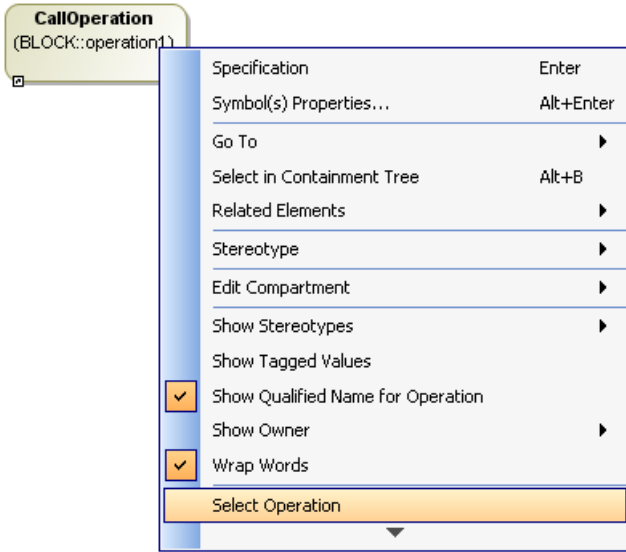 CallOperation
(BLOCK::operation1)
Specification Enter
Symbol(s) Properties... Alt+Enter
Go To
Select in Containment Tree Alt+B
Related Elements
Stereotype
Edit Compartment
Show Stereotypes
Show Tagged Values
Show Qualified Name for Operation
Show Owner
Wrap Words
Select Operation